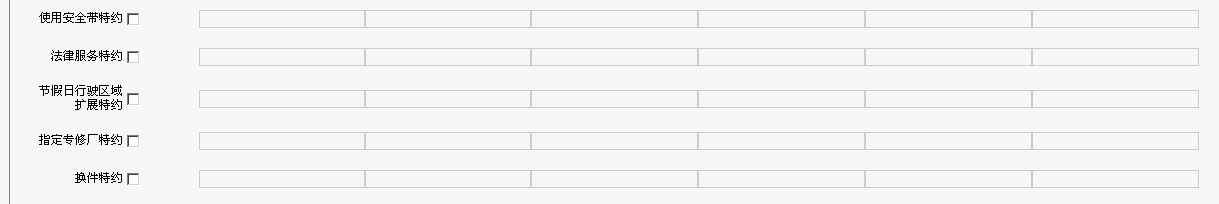 使用安全带特约
法律服务特约
节假日行驶区域
扩展特约
指定专修厂特约
换件特约